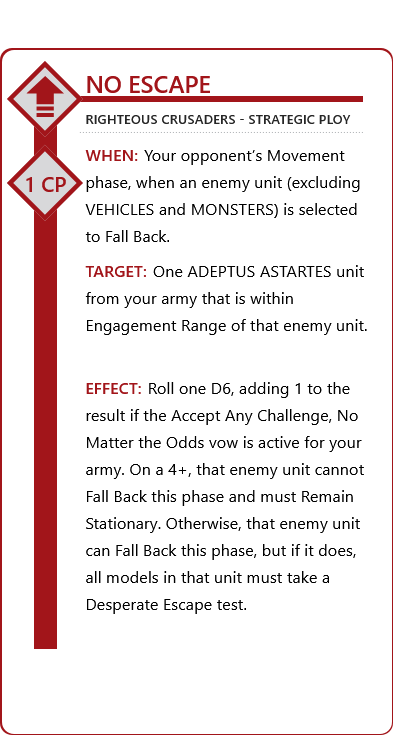 NO ESCAPE
RIGHTEOUS CRUSADERS - STRATEGIC PLOY
1 CP
WHEN: Your opponent's Movement
phase, when an enemy unit (excluding
VEHICLES and MONSTERS) is selected
to Fall Back.
TARGET: One ADEPTUS ASTARTES unit
from your army that is within
Engagement Range of that enemy unit.
EFFECT: Roll one D6, adding 1 to the
result if the Accept Any Challenge, No
Matter the Odds vow is active for your
army. On a 4+, that enemy unit cannot
Fall Back this phase and must Remain
Stationary. Otherwise, that enemy unit
can Fall Back this phase, but if it does,
all models in that unit must take a
Desperate Escape test.